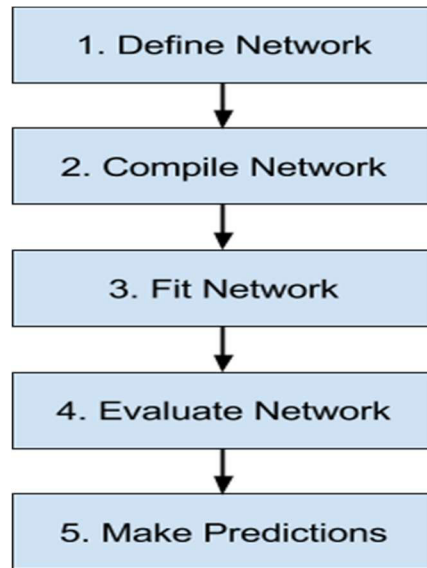 1. Define Network
2. Compile Network
3. Fit Network
4. Evaluate Network
5. Make Predictions